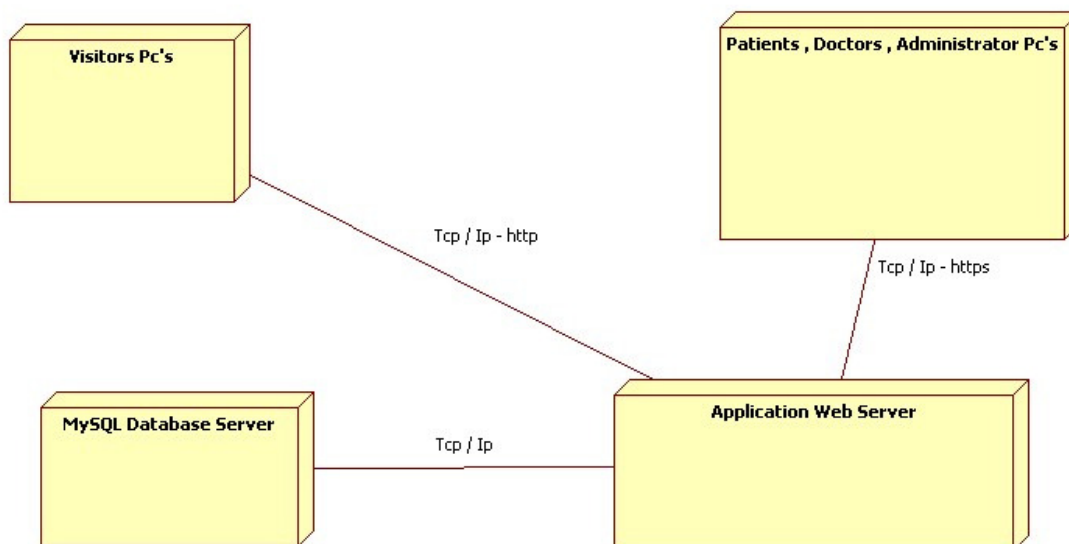 Visitors Pc's
Patients , Doctors , Administrator Pc's
Tcp / Ip - http
Tcp / Ip - https
MySQL Database Server
Tcp / Ip
Application Web Server